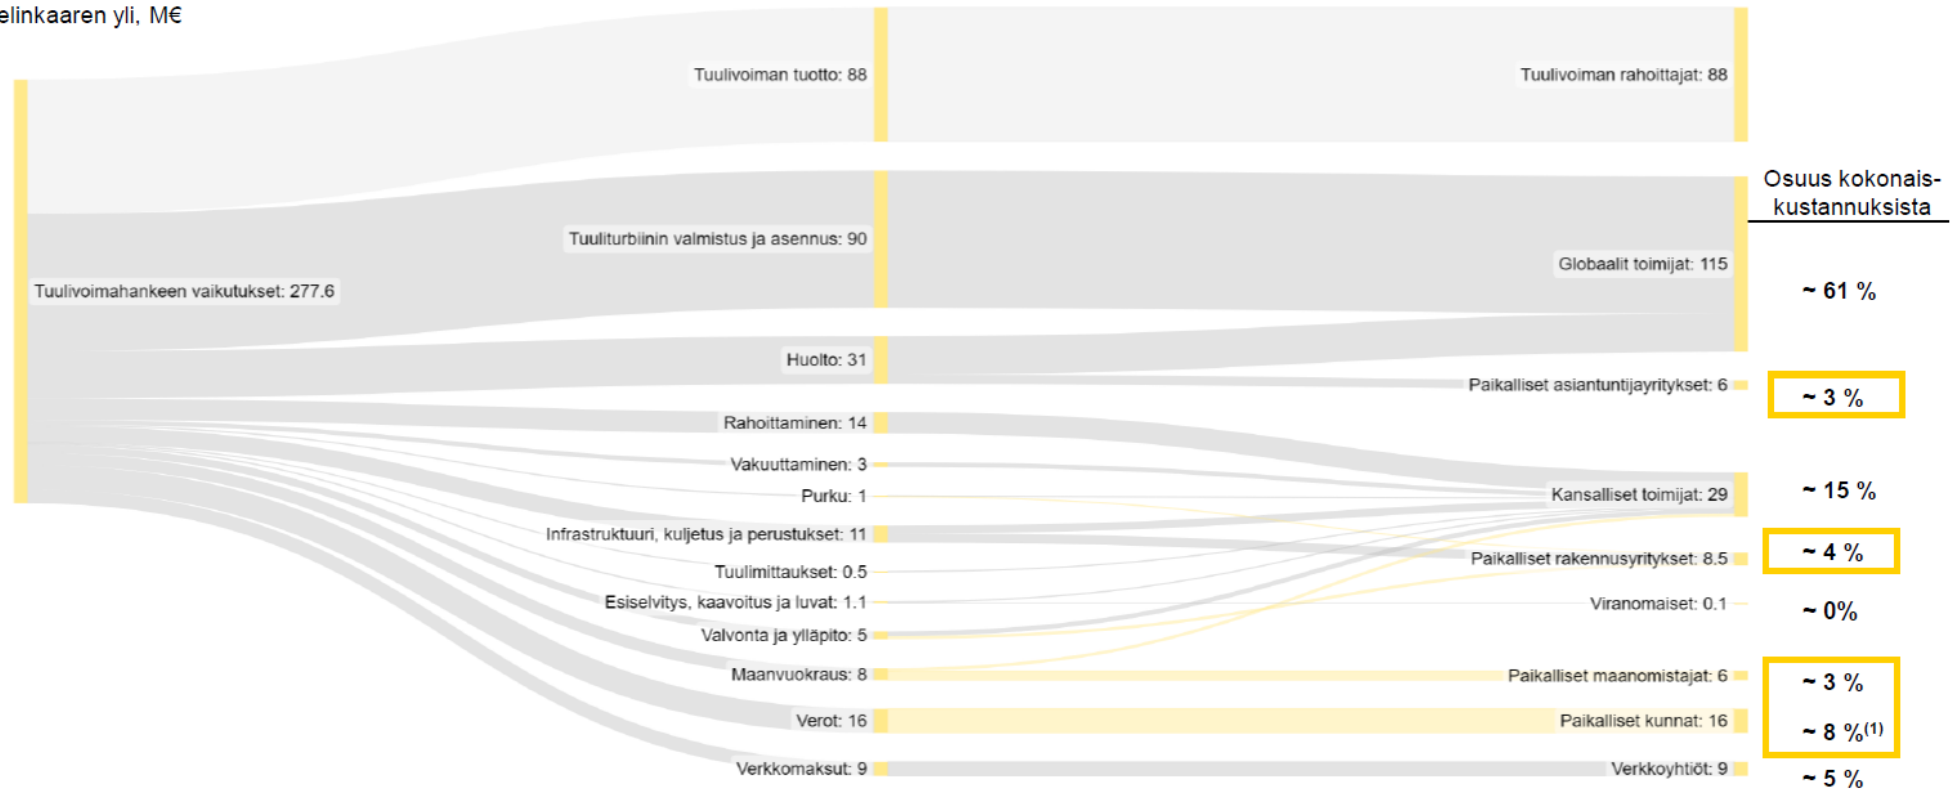 elinkaaren yli, M€
Tuulivoiman tuotto: 88
Tuulivoiman rahoittajat: 88
Osuus kokonais-
kustannuksista
Tuuliturbiinin valmistus ja asennus: 90
Globaalit toimijat: 115
~ 61 %
Tuulivoimahankeen vaikutukset: 277.6
Huolto: 31
Paikalliset asiantuntijayritykset: 6
~ 3 %
Rahoittaminen: 14
Vakuuttaminen: 3
Purku: 1
Kansalliset toimijat: 29
~ 15 %
Infrastruktuuri, kuljetus ja perustukset: 11
Paikalliset rakennusyritykset: 8.5
~ 4 %
Tuulimittaukset: 0.5
Esiselvitys, kaavoitus ja luvat: 1.1
Viranomaiset: 0.1
~ 0%
Valvonta ja ylläpito: 5
Maanvuokraus: 8
Paikalliset maanomistajat: 6
~ 3 %
Verot: 16
Paikalliset kunnat: 16
~ 8 %(1)
Verkkomaksut: 9
Verkkoyhtiöt: 9
~ 5 %